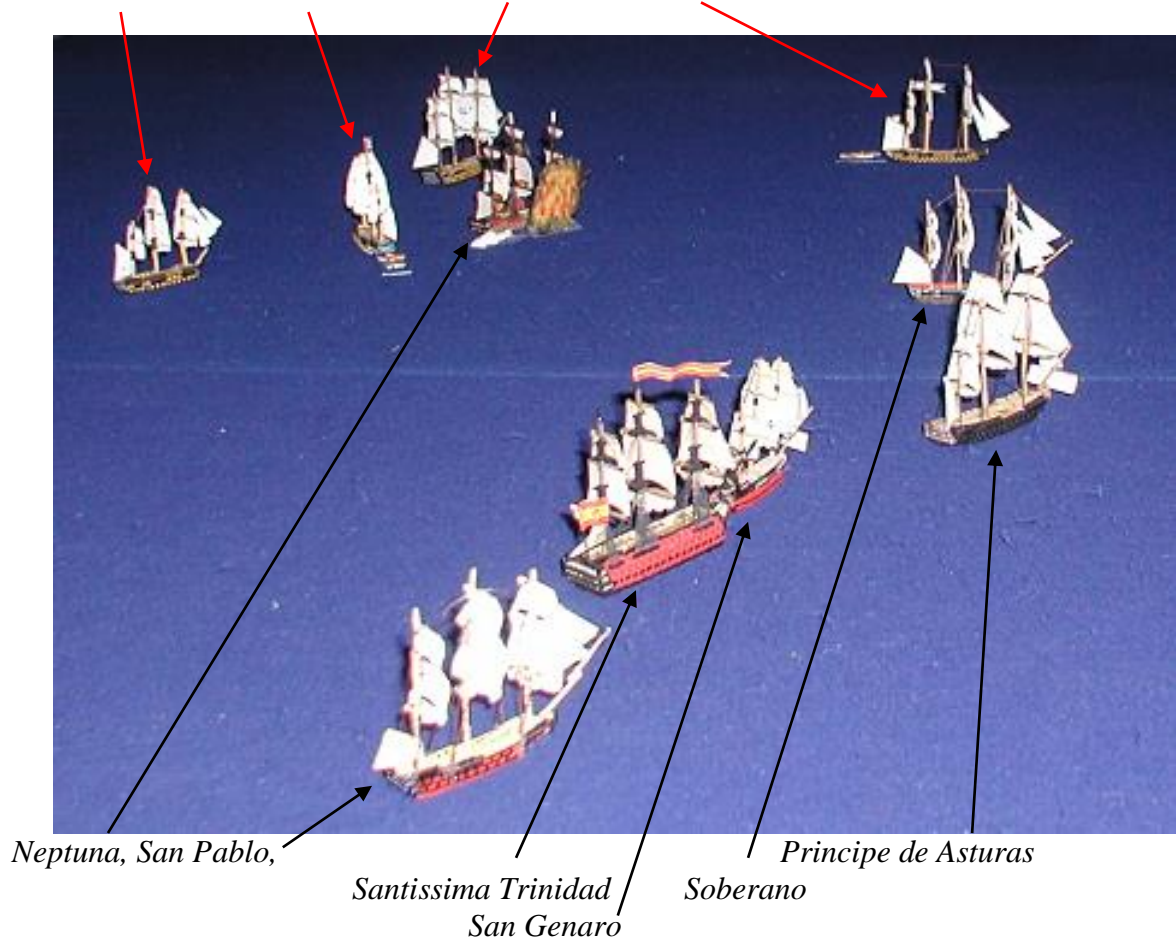 Neptuna, San Pablo,
Principe de Asturas
Santissima Trinidad
Soberano
San Genaro